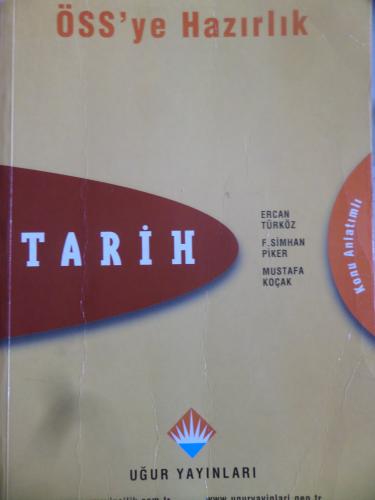 ÖSS'ye Hazırlık
TARİH
ERCAN
TÜRKÖZ
F.SİMHAN
PİKER
MUSTAFA
KOÇAK
Konu Anlatımlı
UĞUR YAYINLARI